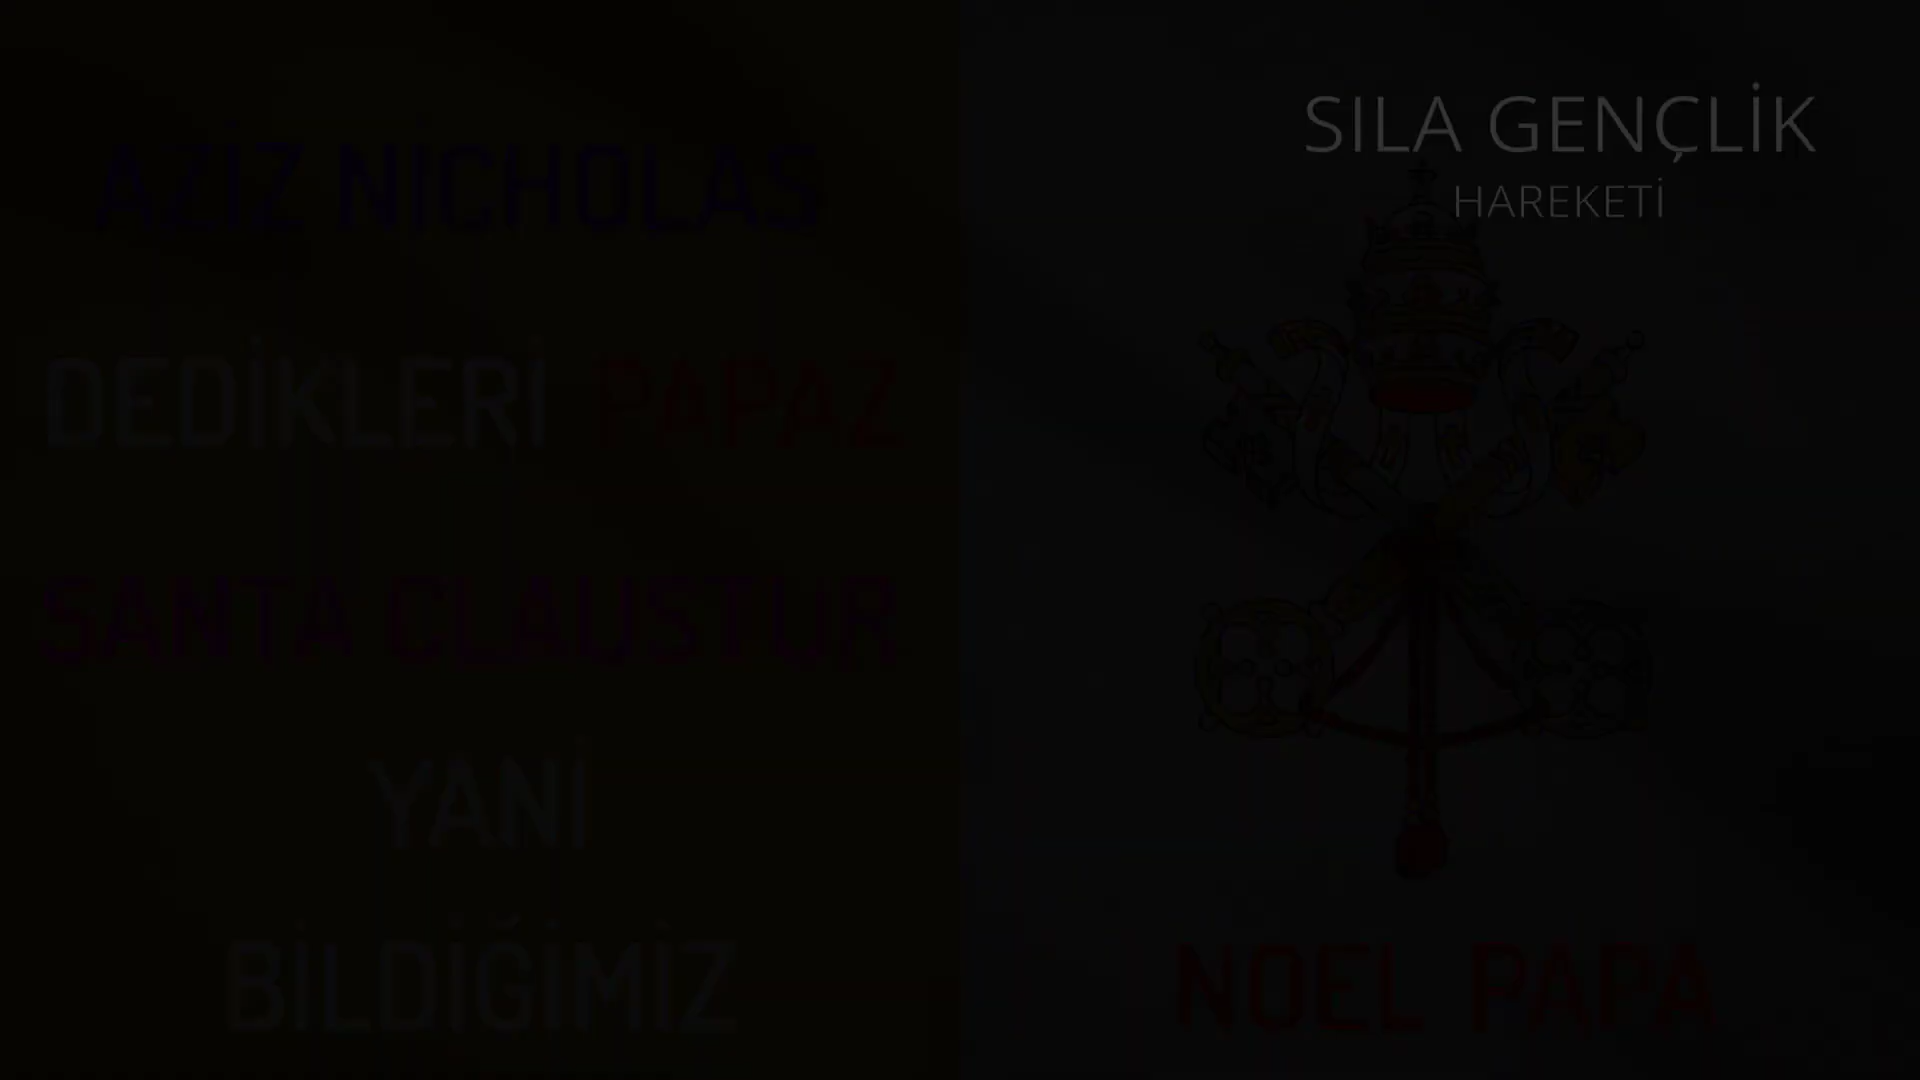 SILA GENÇLİK
HAREKETİ
AZİZ NICHOLAS
DEDİKLERİ PAPAZ
SANTA CLAUSTUR
YANİ
BİLDİĞİMİZ
NOEL PAPA